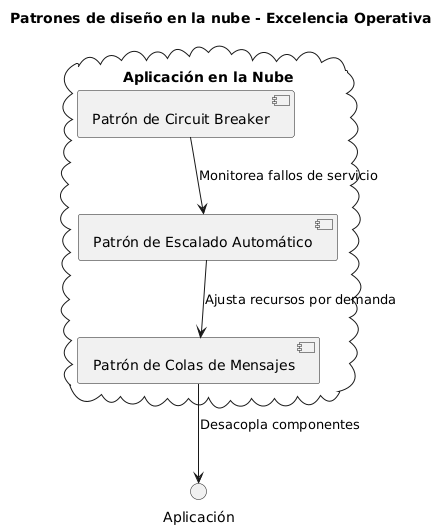 Patrones de diseño en la nube - Excelencia Operativa
Aplicación en la Nube
Patrón de Circuit Breaker
Monitorea fallos de servicio
Patrón de Escalado Automático
Ajusta recursos por demanda
Patrón de Colas de Mensajes
Desacopla componentes
Aplicación